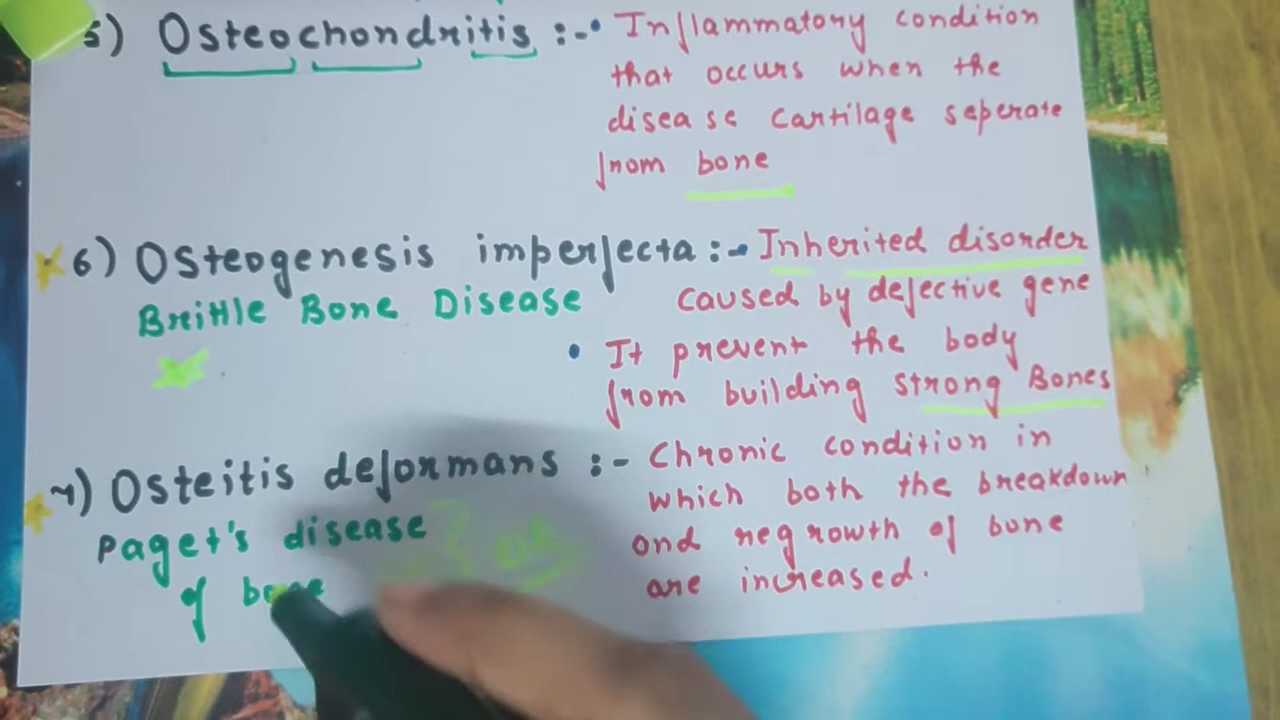 5) Osteochondritis :- • Inflammatory condition
that occurs when the
disease cartilage seperate
from bone
6) Osteogenesis imperfecta :- • Inherited disorder
Brittle Bone Disease caused by defective gene
• It prevent the body
from building strong Bones
7) Osteitis deformans :- Chronic condition in
which both the breakdown
Paget's disease
and regrowth of bone
of bone
are increased.